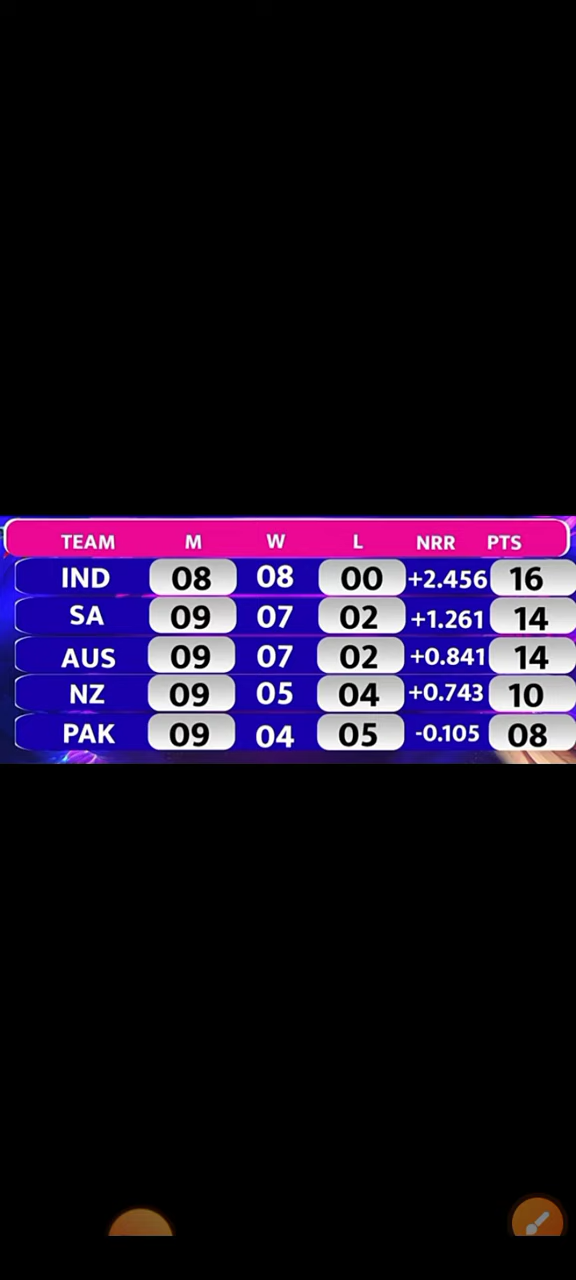 TEAM M W L NRR PTS
IND 08 08 00 +2.456 16
SA 09 07 02 +1.261 14
AUS 09 07 02 +0.841 14
NZ 09 05 04 +0.743 10
PAK 09 04 05 -0.105 08